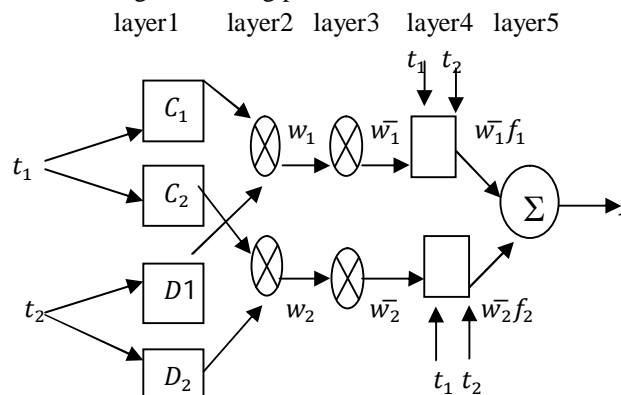 layer1 layer2 layer3 layer4 layer5
t₁ t₂
C₁
w₁ w̄₁ w̄₁f₁
t₁
C₂
Σ
D1
t₂
w₂ w̄₂ w̄₂f₂
D₂
t₁ t₂